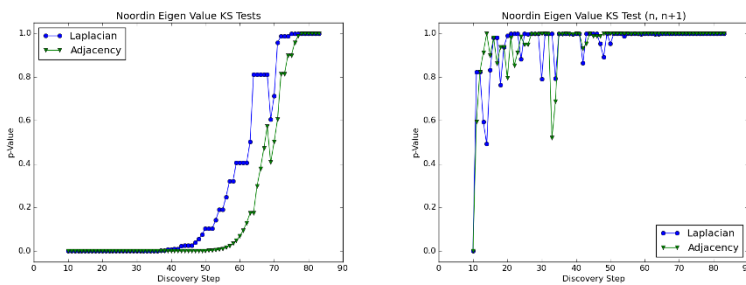 Noordin Eigen Value KS Tests
Laplacian
Adjacency
p-Value
1.0
0.8
0.6
0.4
0.2
0.0
0 10 20 30 40 50 60 70 80 90
Discovery Step
Noordin Eigen Value KS Test (n, n+1)
p-Value
1.0
0.8
0.6
0.4
0.2
0.0
Laplacian
Adjacency
0 10 20 30 40 50 60 70 80 90
Discovery Step